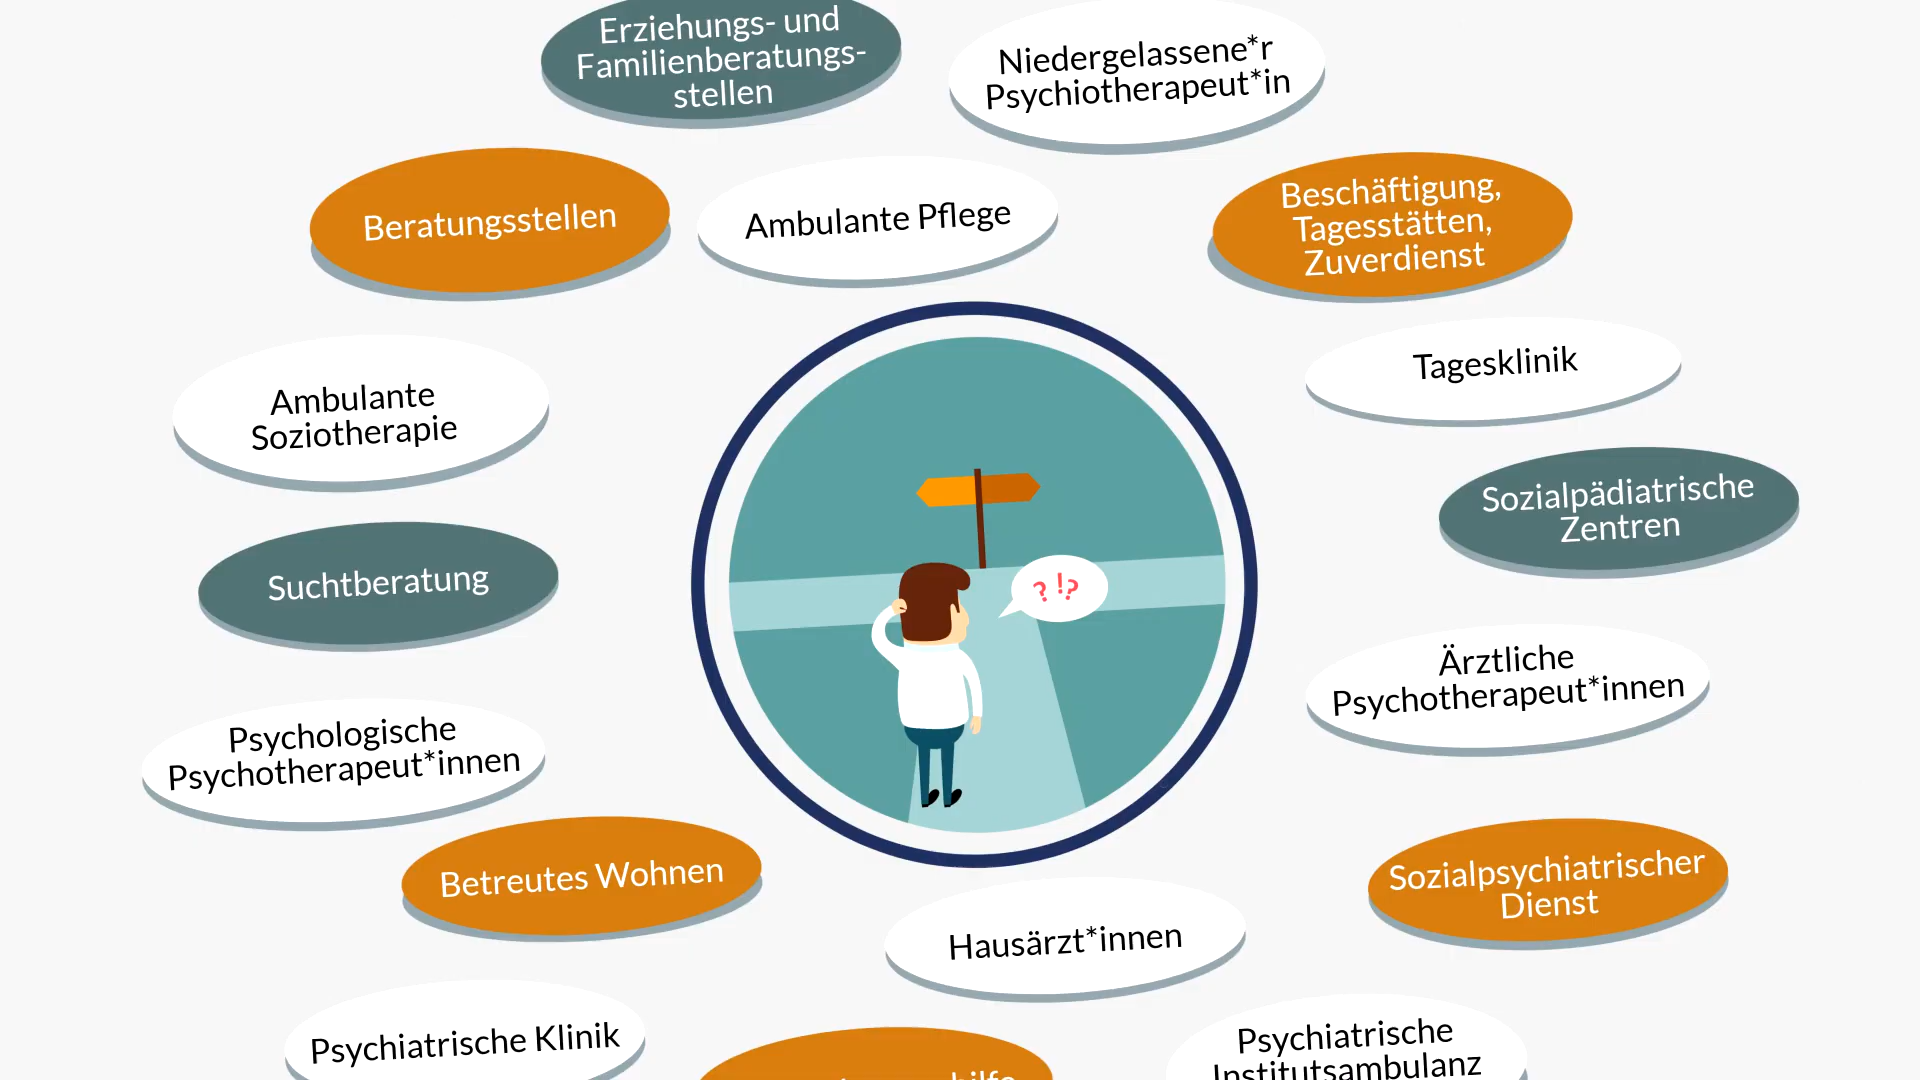 Erziehungs- und
Familienberatungs-
stellen
Niedergelassene*r
Psychiotherapeut*in
Beratungsstellen
Ambulante Pflege
Beschäftigung,
Tagesstätten,
Zuverdienst
Ambulante
Soziotherapie
Tagesklinik
Sozialpädiatrische
Zentren
Suchtberatung
? !?
Ärztliche
Psychotherapeut*innen
Psychologische
Psychotherapeut*innen
Betreutes Wohnen
Sozialpsychiatrischer
Dienst
Hausärzt*innen
Psychiatrische Klinik
Psychiatrische
Institutsambulanz